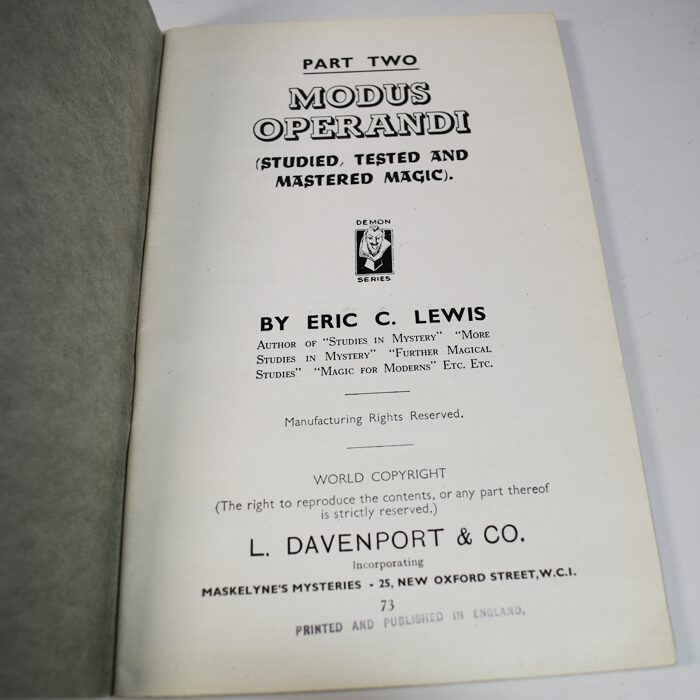 PART TWO
MODUS
OPERANDI
(STUDIED, TESTED AND
MASTERED MAGIC).
DEMON
SERIES
BY ERIC C. LEWIS
Author of "Studies in Mystery" "More
Studies in Mystery" "Further Magical
Studies" "Magic for Moderns" Etc. Etc.
Manufacturing Rights Reserved.
WORLD COPYRIGHT
(The right to reproduce the contents, or any part thereof
is strictly reserved.)
L. DAVENPORT & CO.
Incorporating
MASKELYNE'S MYSTERIES - 25, NEW OXFORD STREET, W.C.1.
73
PRINTED AND PUBLISHED IN ENGLAND.